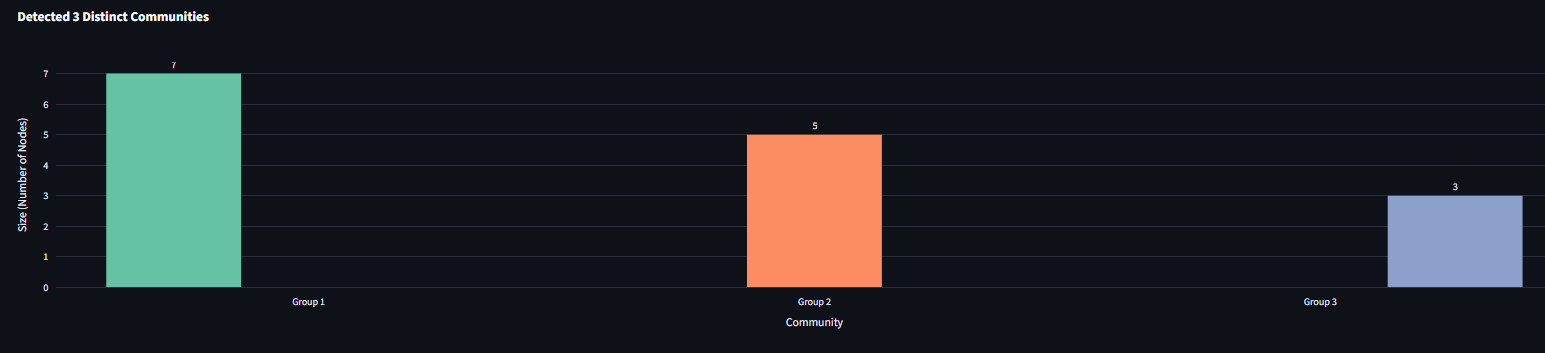 Detected 3 Distinct Communities
7
7
6
5
5
4
3
3
2
1
0
Size (Number of Nodes)
Group 1 Group 2 Group 3
Community